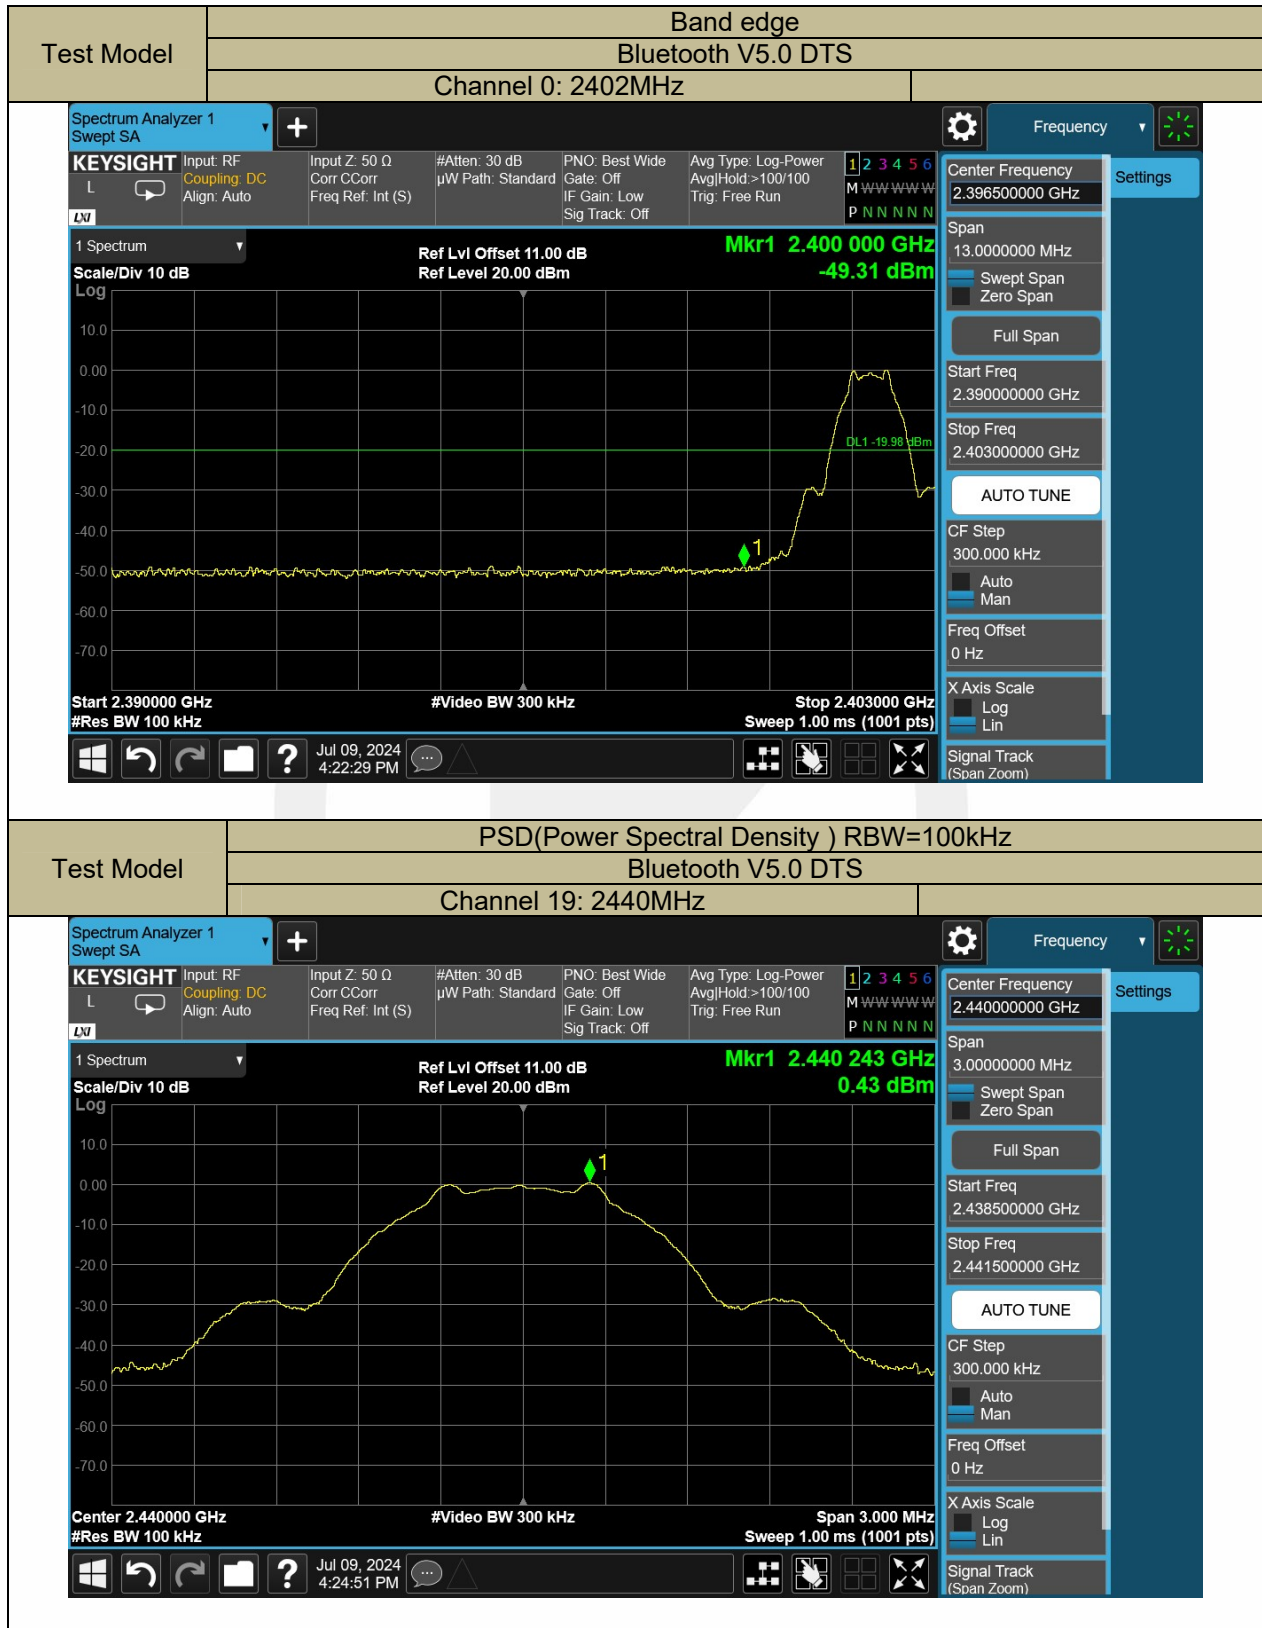 Test Model
Band edge
Bluetooth V5.0 DTS
Channel 0: 2402MHz
Spectrum Analyzer 1
Swept SA
Frequency
KEYSIGHT
L
LXI
Input: RF
Coupling: DC
Align: Auto
Input Z: 50 Ω
Corr CCorr
Freq Ref: Int (S)
#Atten: 30 dB
µW Path: Standard
PNO: Best Wide
Gate: Off
IF Gain: Low
Sig Track: Off
Avg Type: Log-Power
Avg|Hold:>100/100
Trig: Free Run
1 2 3 4 5 6
M W W W W W
P N N N N N
1 Spectrum
Scale/Div 10 dB
Log
Ref Lvl Offset 11.00 dB
Ref Level 20.00 dBm
Mkr1 2.400 000 GHz
-49.31 dBm
10.0
0.00
-10.0
-20.0
-30.0
-40.0
-50.0
-60.0
-70.0
DL1 -19.98 dBm
1
Start 2.390000 GHz
#Res BW 100 kHz
#Video BW 300 kHz
Stop 2.403000 GHz
Sweep 1.00 ms (1001 pts)
Jul 09, 2024
4:22:29 PM
Center Frequency
2.396500000 GHz
Settings
Span
13.0000000 MHz
Swept Span
Zero Span
Full Span
Start Freq
2.390000000 GHz
Stop Freq
2.403000000 GHz
AUTO TUNE
CF Step
300.000 kHz
Auto
Man
Freq Offset
0 Hz
X Axis Scale
Log
Lin
Signal Track
(Span Zoom)
Test Model
PSD(Power Spectral Density ) RBW=100kHz
Bluetooth V5.0 DTS
Channel 19: 2440MHz
Spectrum Analyzer 1
Swept SA
Frequency
KEYSIGHT
L
LXI
Input: RF
Coupling: DC
Align: Auto
Input Z: 50 Ω
Corr CCorr
Freq Ref: Int (S)
#Atten: 30 dB
µW Path: Standard
PNO: Best Wide
Gate: Off
IF Gain: Low
Sig Track: Off
Avg Type: Log-Power
Avg|Hold:>100/100
Trig: Free Run
1 2 3 4 5 6
M W W W W W
P N N N N N
1 Spectrum
Scale/Div 10 dB
Log
Ref Lvl Offset 11.00 dB
Ref Level 20.00 dBm
Mkr1 2.440 243 GHz
0.43 dBm
10.0
0.00
-10.0
-20.0
-30.0
-40.0
-50.0
-60.0
-70.0
1
Center 2.440000 GHz
#Res BW 100 kHz
#Video BW 300 kHz
Span 3.000 MHz
Sweep 1.00 ms (1001 pts)
Jul 09, 2024
4:24:51 PM
Center Frequency
2.440000000 GHz
Settings
Span
3.00000000 MHz
Swept Span
Zero Span
Full Span
Start Freq
2.438500000 GHz
Stop Freq
2.441500000 GHz
AUTO TUNE
CF Step
300.000 kHz
Auto
Man
Freq Offset
0 Hz
X Axis Scale
Log
Lin
Signal Track
(Span Zoom)